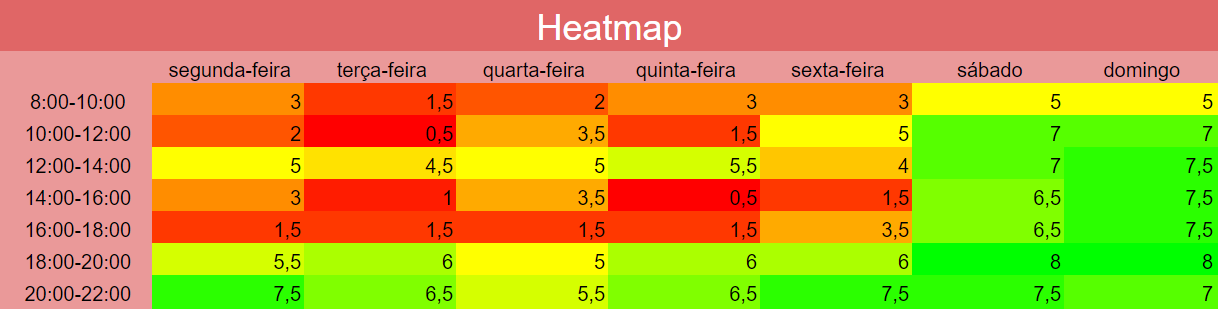 Heatmap
segunda-feira terça-feira quarta-feira quinta-feira sexta-feira sábado domingo
8:00-10:00 3 1,5 2 3 3 5 5
10:00-12:00 2 0,5 3,5 1,5 5 7 7
12:00-14:00 5 4,5 5 5,5 4 7 7,5
14:00-16:00 3 1 3,5 0,5 1,5 6,5 7,5
16:00-18:00 1,5 1,5 1,5 1,5 3,5 6,5 7,5
18:00-20:00 5,5 6 5 6 6 8 8
20:00-22:00 7,5 6,5 5,5 6,5 7,5 7,5 7